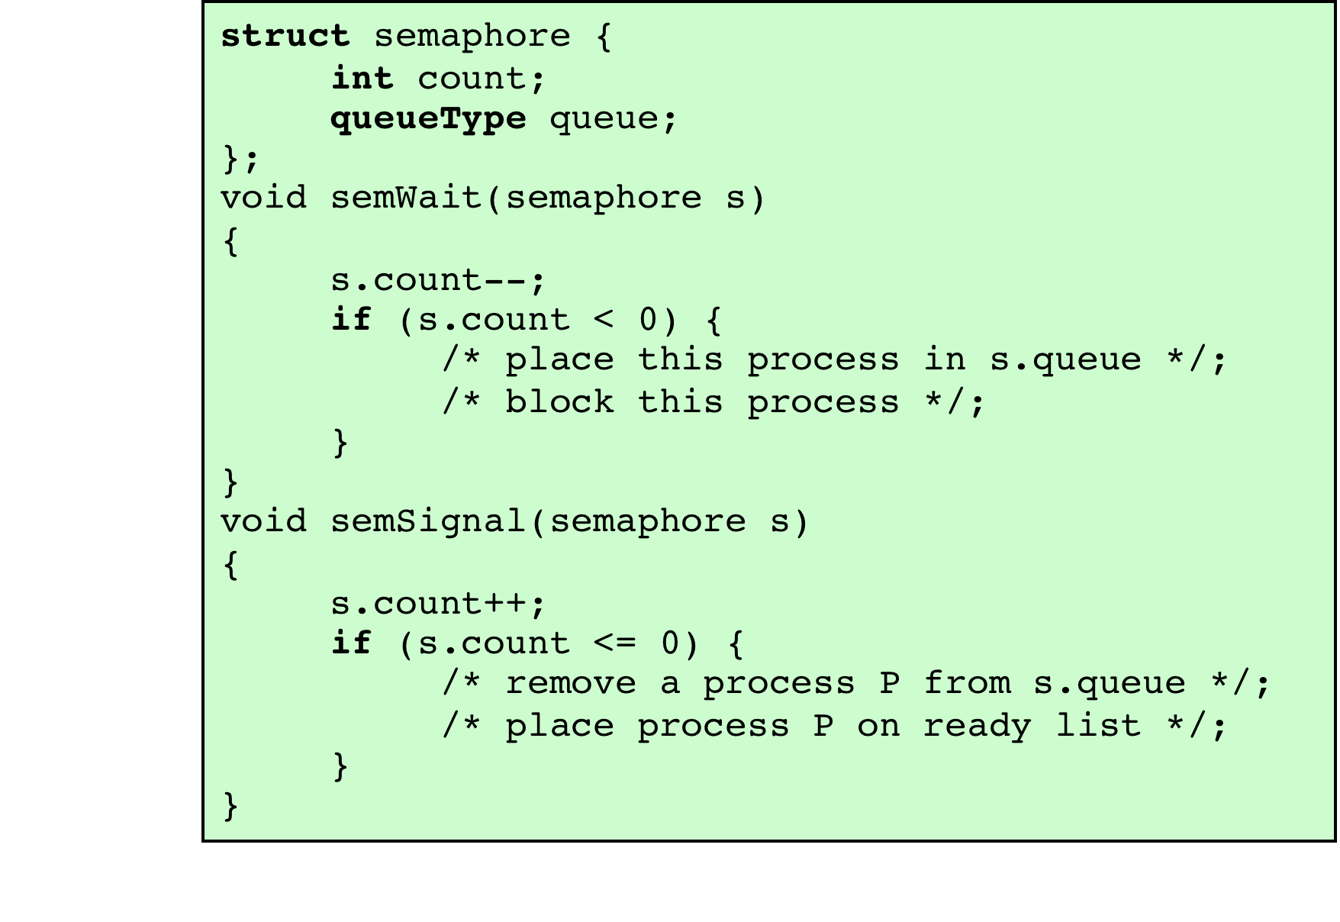 struct semaphore {
int count;
queueType queue;
};
void semWait(semaphore s)
{
s.count--;
if (s.count < 0) {
/* place this process in s.queue */;
/* block this process */;
}
}
void semSignal(semaphore s)
{
s.count++;
if (s.count <= 0) {
/* remove a process P from s.queue */;
/* place process P on ready list */;
}
}